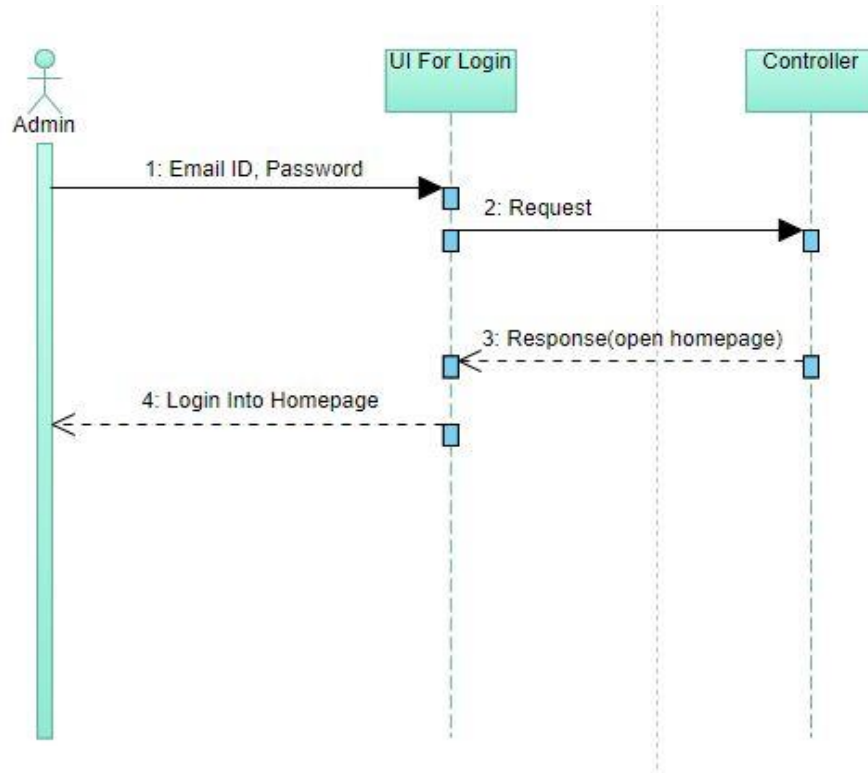 UI For Login
Controller
Admin
1: Email ID, Password
2: Request
3: Response(open homepage)
4: Login Into Homepage